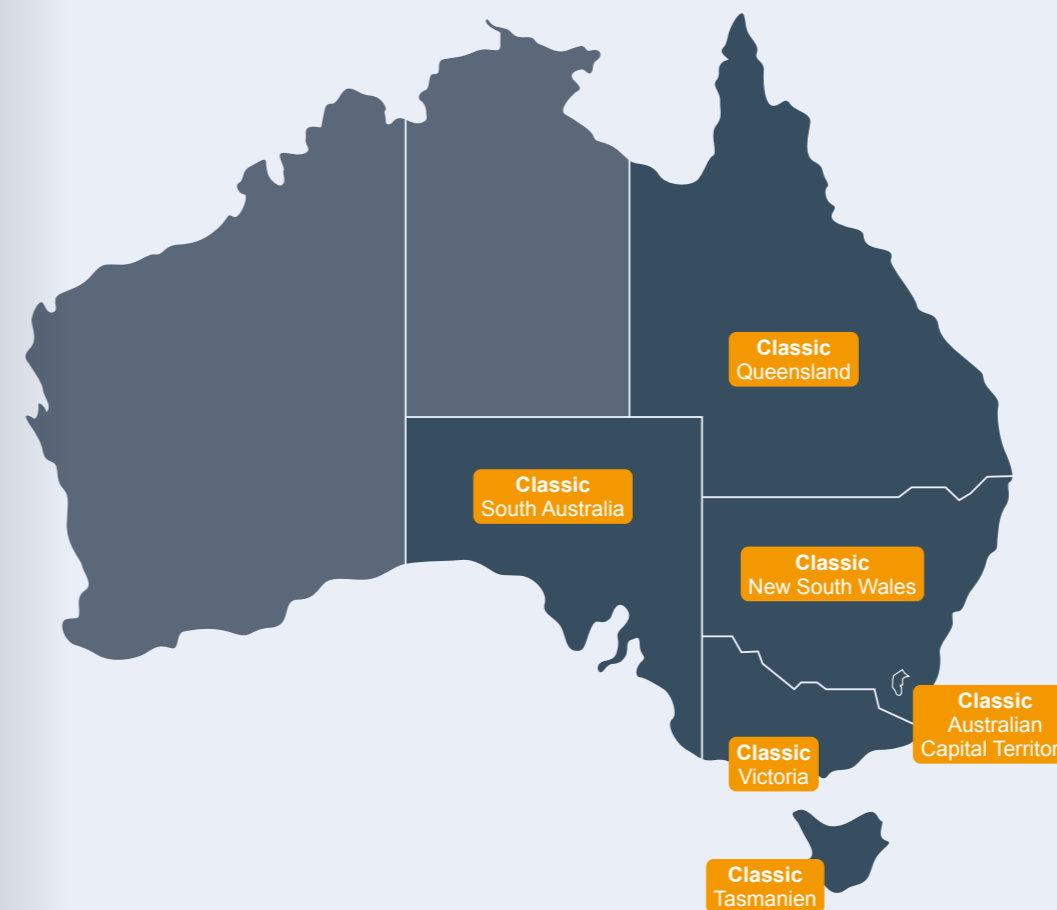 Classic
Queensland
Classic
South Australia
Classic
New South Wales
Classic
Australian
Capital Territor
Classic
Victoria
Classic
Tasmanien